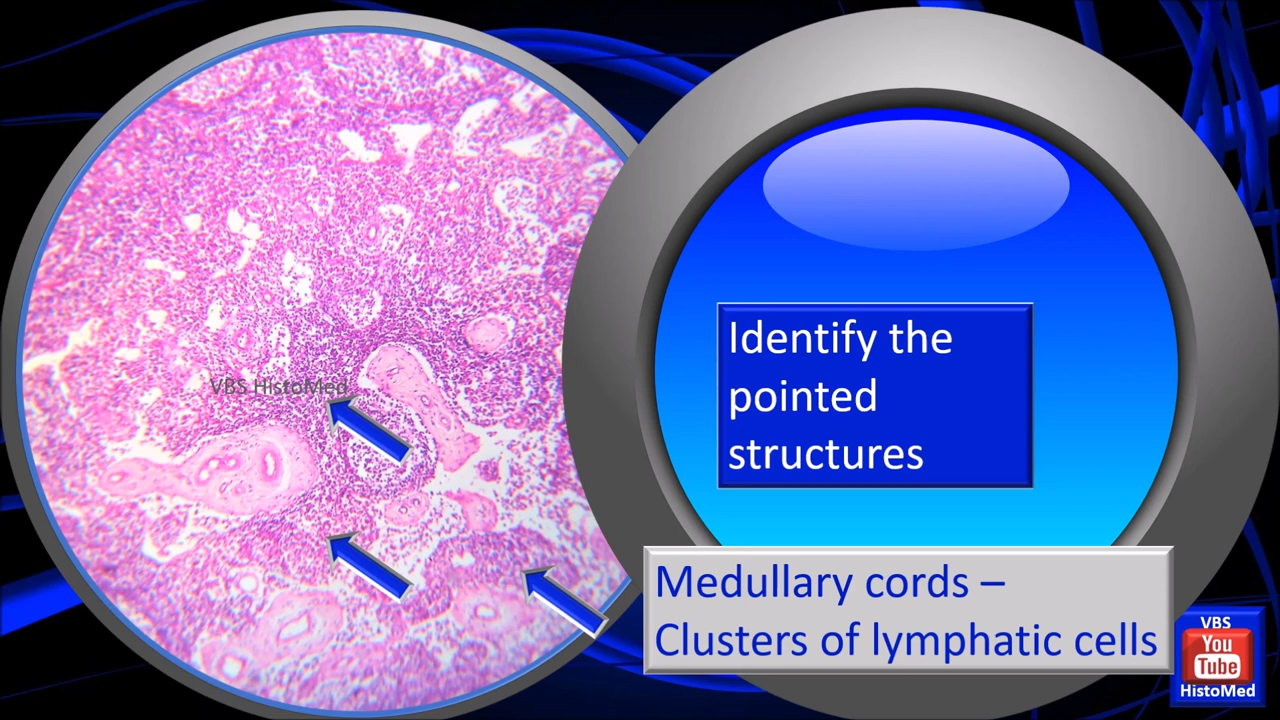 VBS HistoMed
Identify the
pointed
structures
Medullary cords –
Clusters of lymphatic cells
VBS
You
Tube
HistoMed